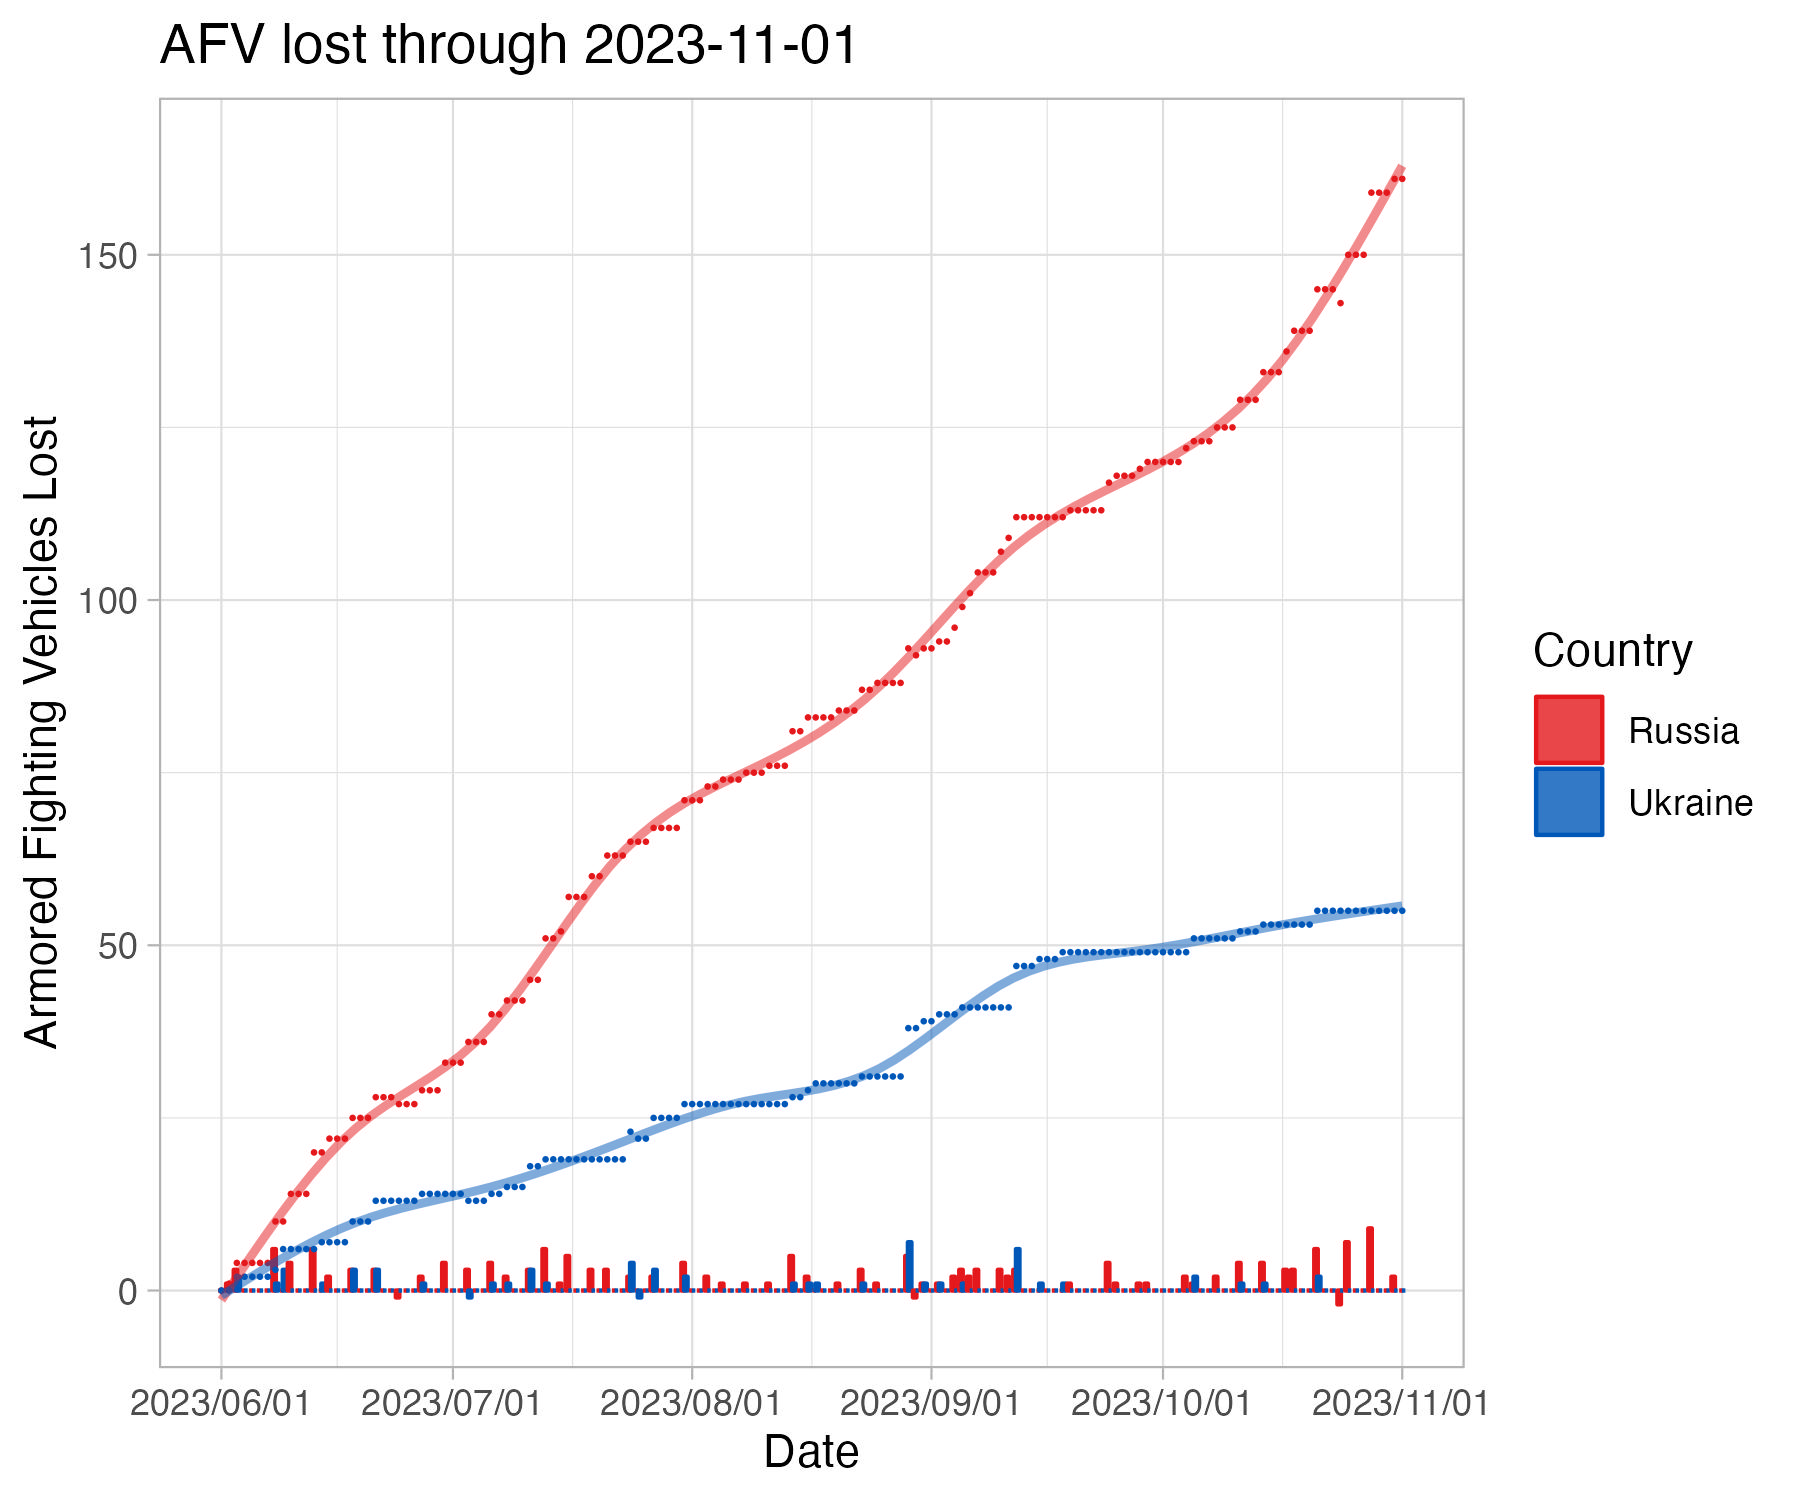 AFV lost through 2023-11-01
Armored Fighting Vehicles Lost
150
100
50
0
2023/06/01 2023/07/01 2023/08/01 2023/09/01 2023/10/01 2023/11/01
Date
Country
Russia
Ukraine